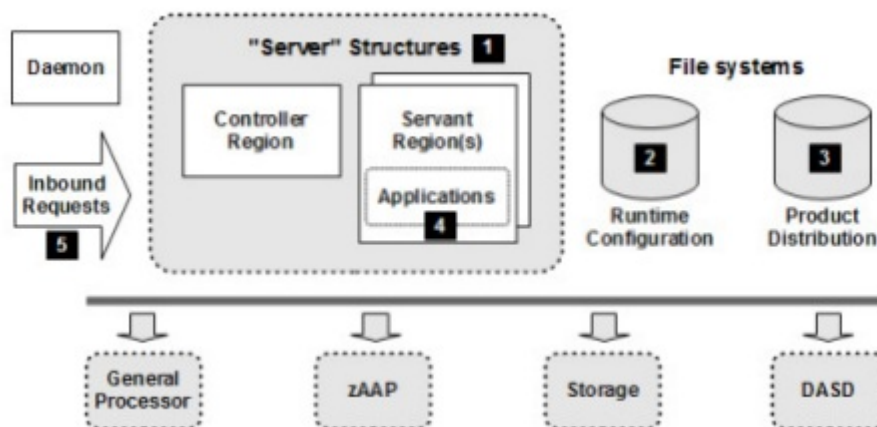 "Server" Structures 1
Daemon
File systems
Controller
Region
Servant
Region(s)
Applications
4
Inbound
Requests
5
2
Runtime
Configuration
3
Product
Distribution
General
Processor
zAAP
Storage
DASD